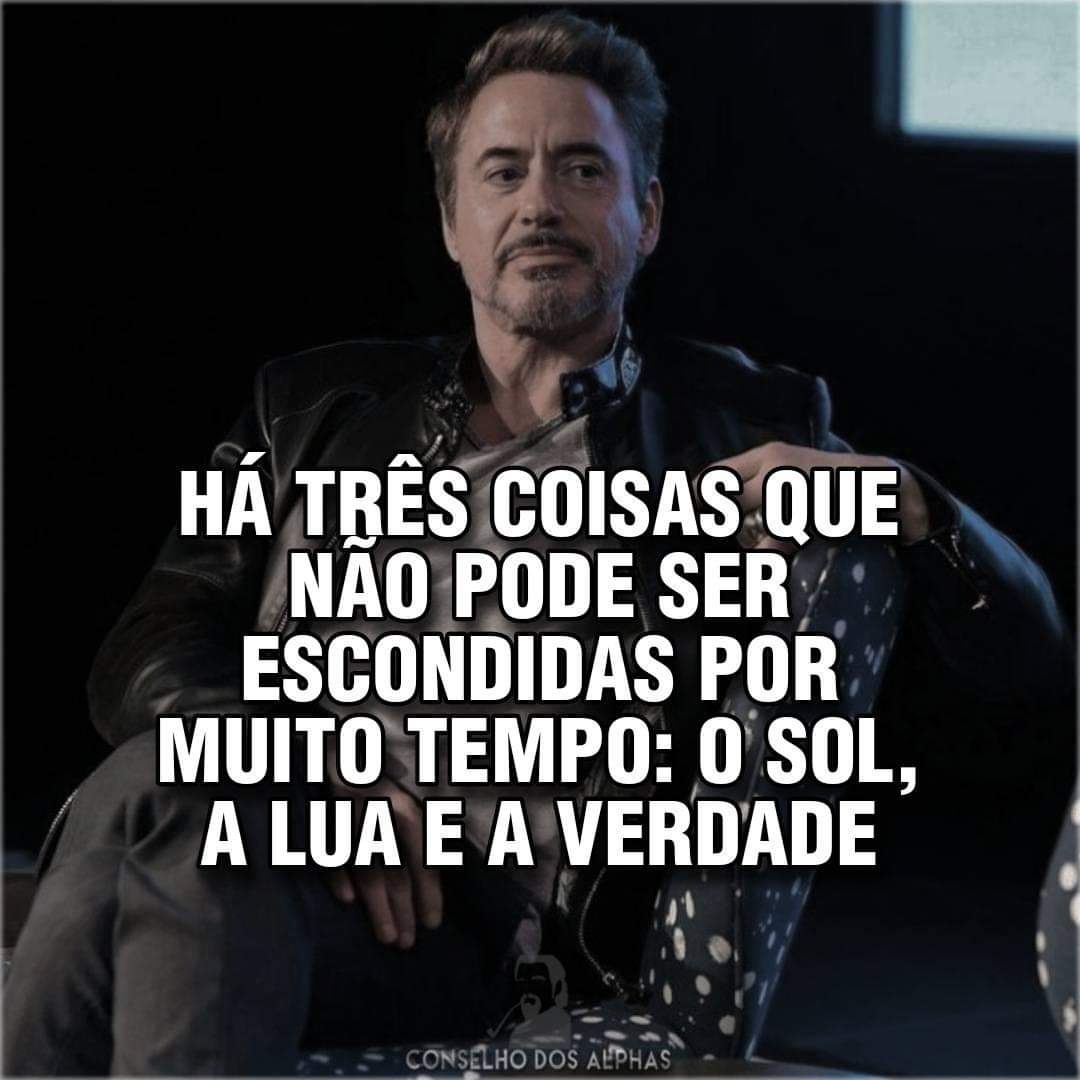 HÁ TRÊS COISAS QUE
NÃO PODE SER
ESCONDIDAS POR
MUITO TEMPO: O SOL,
A LUA E A VERDADE
CONSELHO DOS ALPHAS